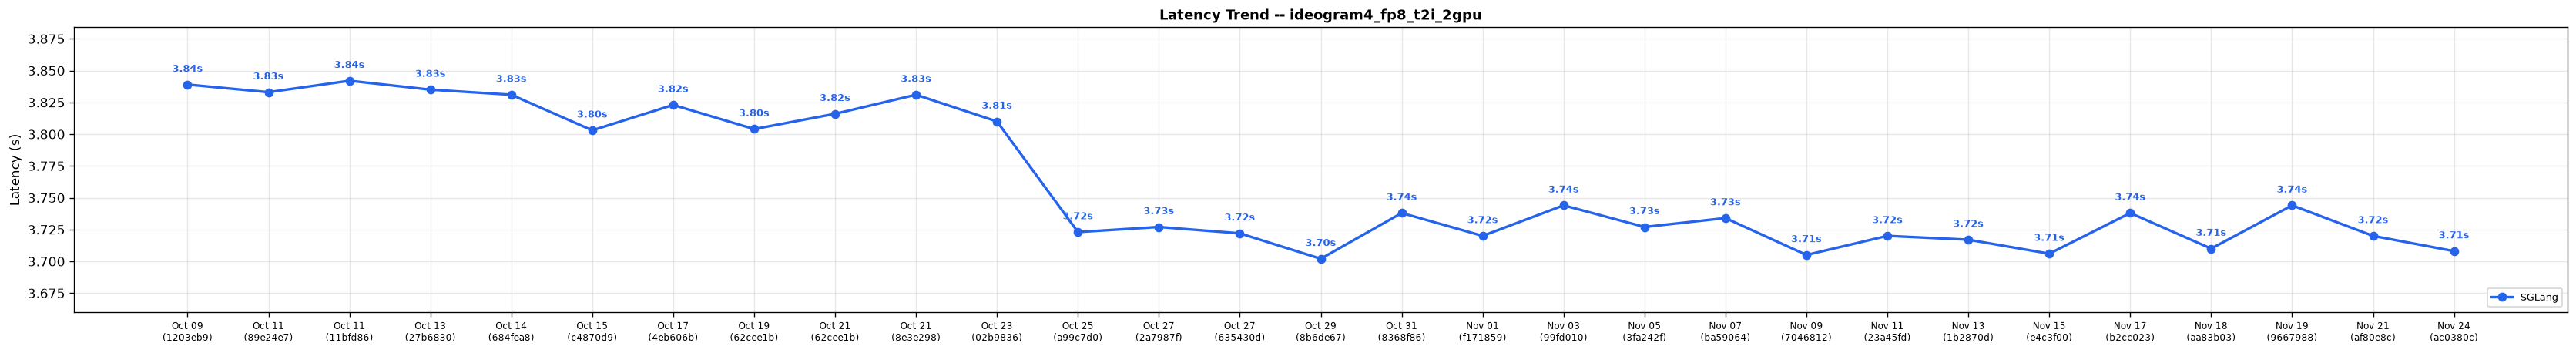 Latency Trend -- ideogram4_fp8_t2i_2gpu
Latency (s)
3.875
3.850
3.825
3.800
3.775
3.750
3.725
3.700
3.675
3.84s
3.83s
3.84s
3.83s
3.83s
3.80s
3.82s
3.80s
3.82s
3.83s
3.81s
3.72s
3.73s
3.72s
3.70s
3.74s
3.72s
3.74s
3.73s
3.73s
3.71s
3.72s
3.72s
3.71s
3.74s
3.71s
3.74s
3.72s
3.71s
SGLang
Oct 09
(1203eb9)
Oct 11
(89e24e7)
Oct 11
(11bfd86)
Oct 13
(27b6830)
Oct 14
(684fea8)
Oct 15
(c4870d9)
Oct 17
(4eb606b)
Oct 19
(62cee1b)
Oct 21
(62cee1b)
Oct 21
(8e3e298)
Oct 23
(02b9836)
Oct 25
(a99c7d0)
Oct 27
(2a7987f)
Oct 27
(635430d)
Oct 29
(8b6de67)
Oct 31
(8368f86)
Nov 01
(f171859)
Nov 03
(99fd010)
Nov 05
(3fa242f)
Nov 07
(ba59064)
Nov 09
(7046812)
Nov 11
(23a45fd)
Nov 13
(1b2870d)
Nov 15
(e4c3f00)
Nov 17
(b2cc023)
Nov 18
(aa83b03)
Nov 19
(9667988)
Nov 21
(af80e8c)
Nov 24
(ac0380c)